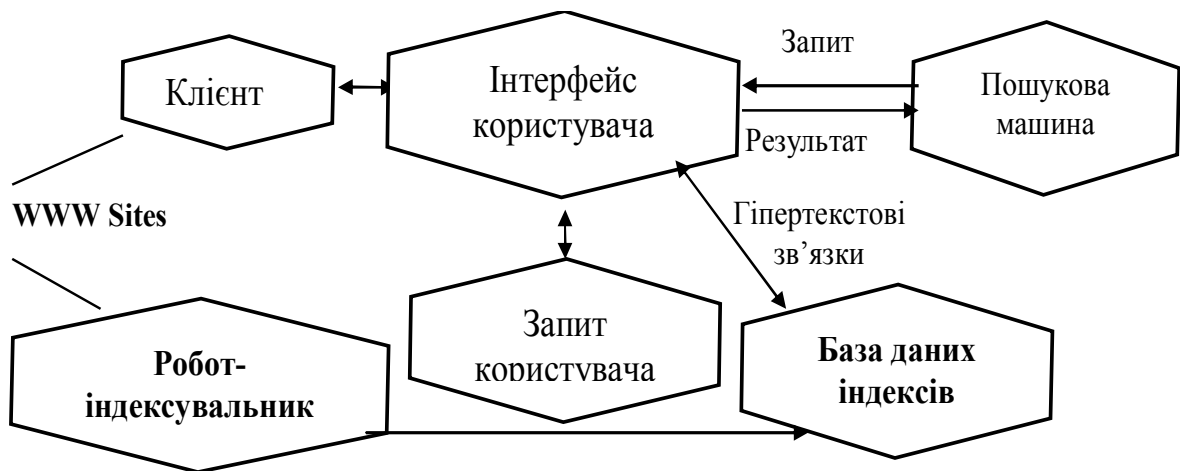 Клієнт
Інтерфейс
користувача
Запит
Результат
Пошукова
машина
WWW Sites
Гіпертекстові
зв’язки
Робот-
індексувальник
Запит
користувача
База даних
індексів